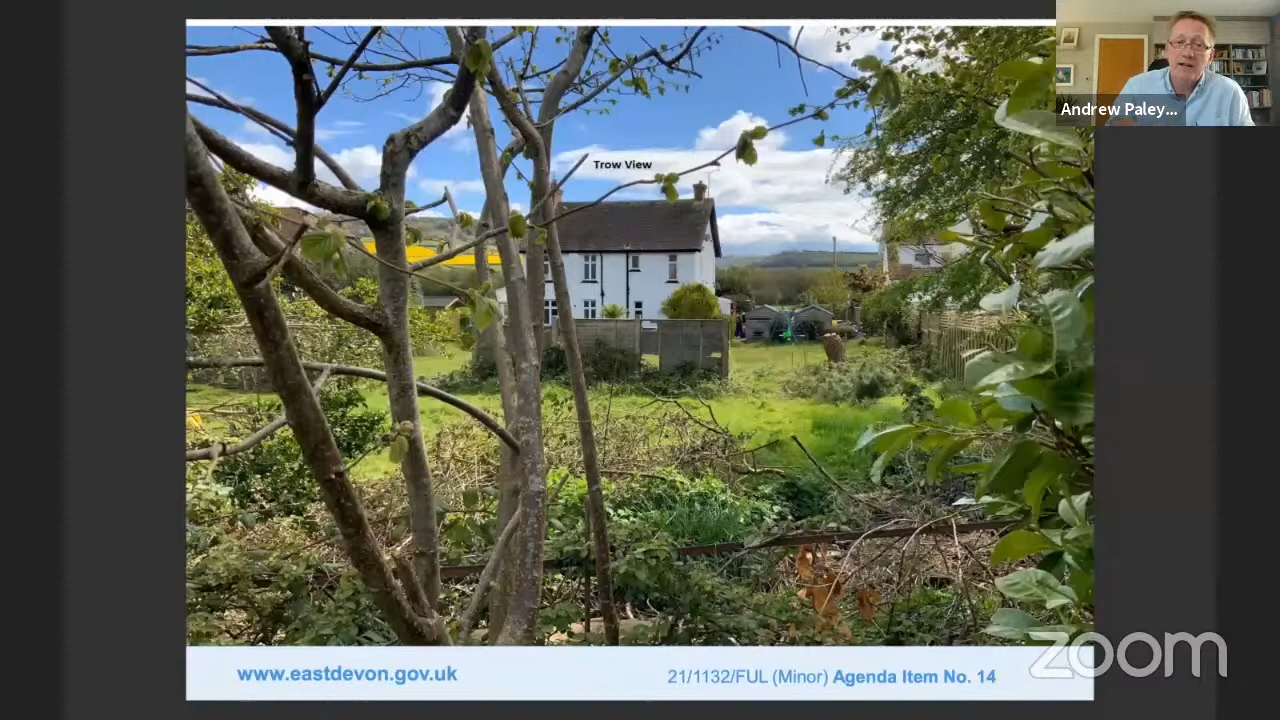 Andrew Paley...
Trow View
www.eastdevon.gov.uk
21/1132/FUL (Minor) Agenda Item No. 14
zoom